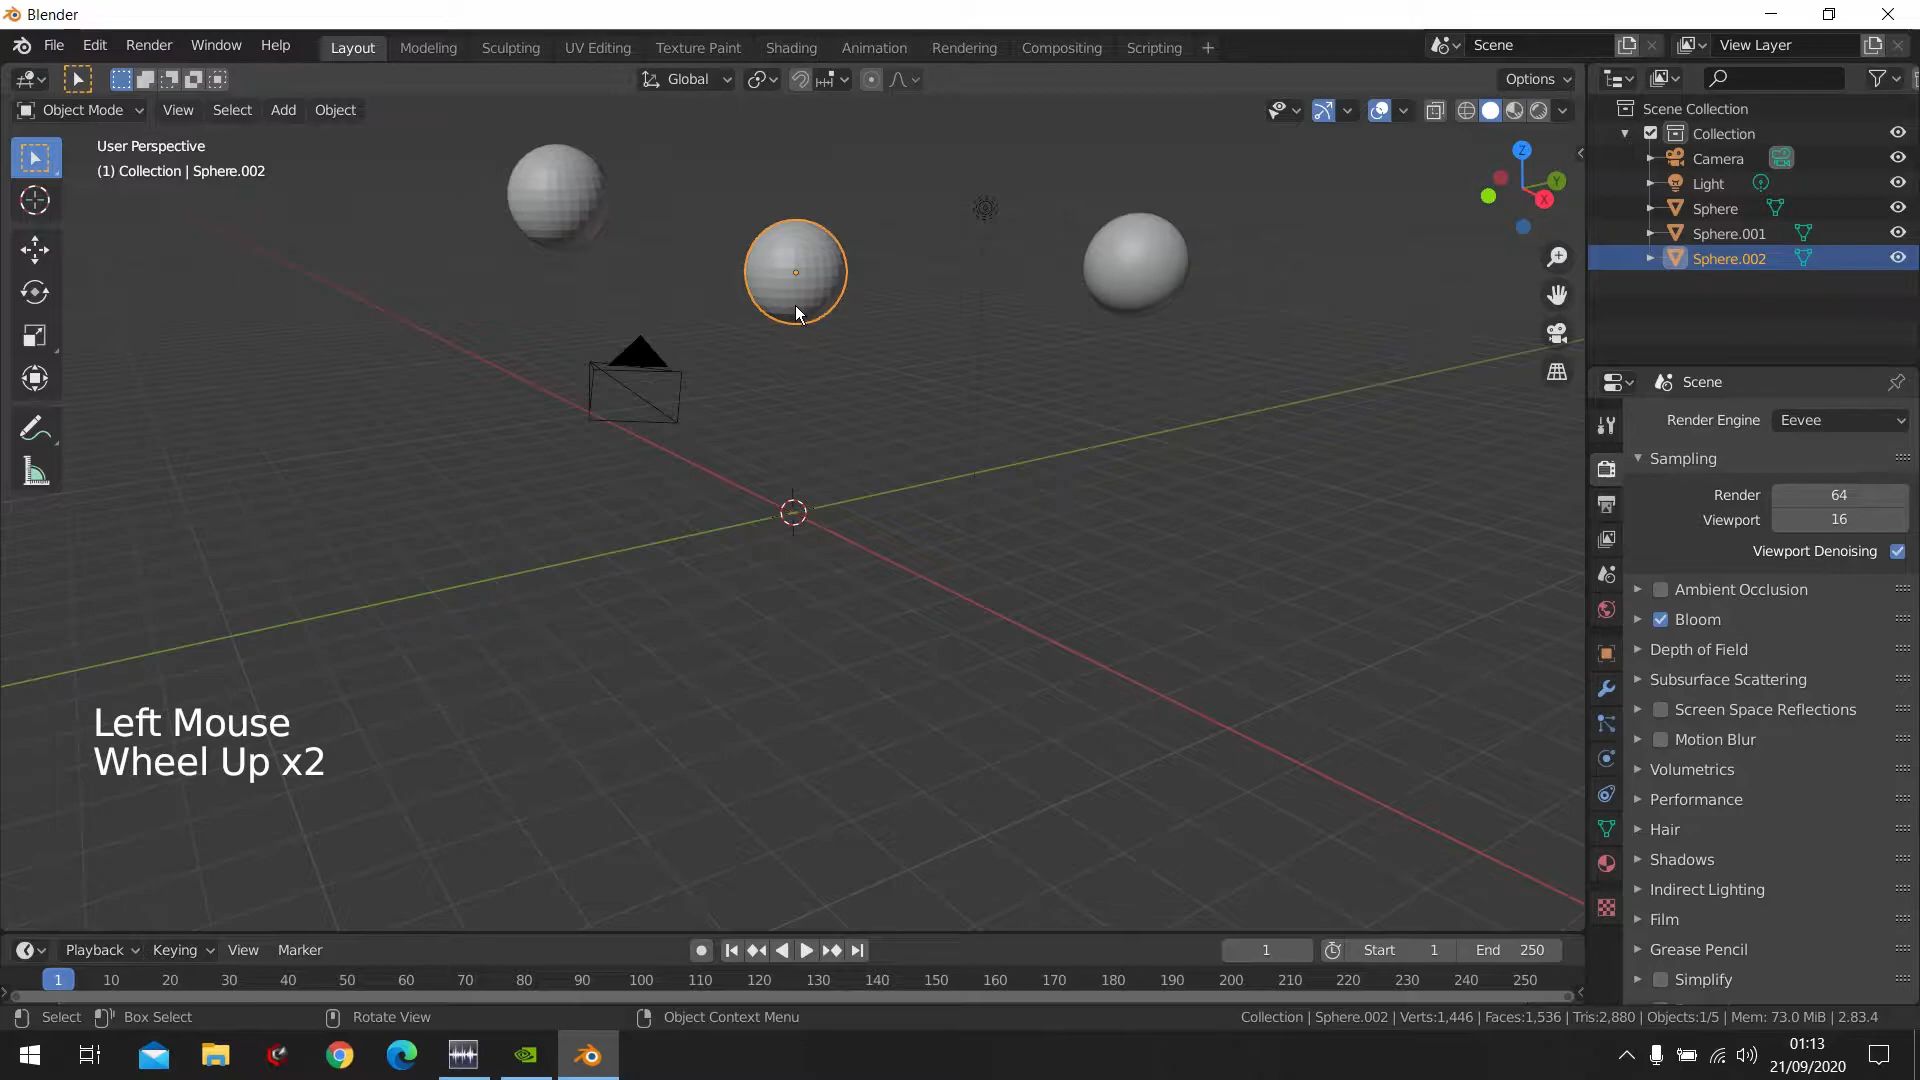 Blender
File Edit Render Window Help
Layout Modeling Sculpting UV Editing Texture Paint Shading Animation Rendering Compositing Scripting +
Scene
View Layer
Global
Options
Object Mode View Select Add Object
User Perspective
(1) Collection | Sphere.002
Z
Y
X
Left Mouse
Wheel Up x2
Scene Collection
Collection
Camera
Light
Sphere
Sphere.001
Sphere.002
Scene
Render Engine Eevee
Sampling
Render 64
Viewport 16
Viewport Denoising
Ambient Occlusion
Bloom
Depth of Field
Subsurface Scattering
Screen Space Reflections
Motion Blur
Volumetrics
Performance
Hair
Shadows
Indirect Lighting
Film
Grease Pencil
Simplify
Playback Keying View Marker
1 Start 1 End 250
1 10 20 30 40 50 60 70 80 90 100 110 120 130 140 150 160 170 180 190 200 210 220 230 240 250
Select Box Select Rotate View Object Context Menu
Collection | Sphere.002 | Verts:1,446 | Faces:1,536 | Tris:2,880 | Objects:1/5 | Mem: 73.0 MiB | 2.83.4
01:13
21/09/2020